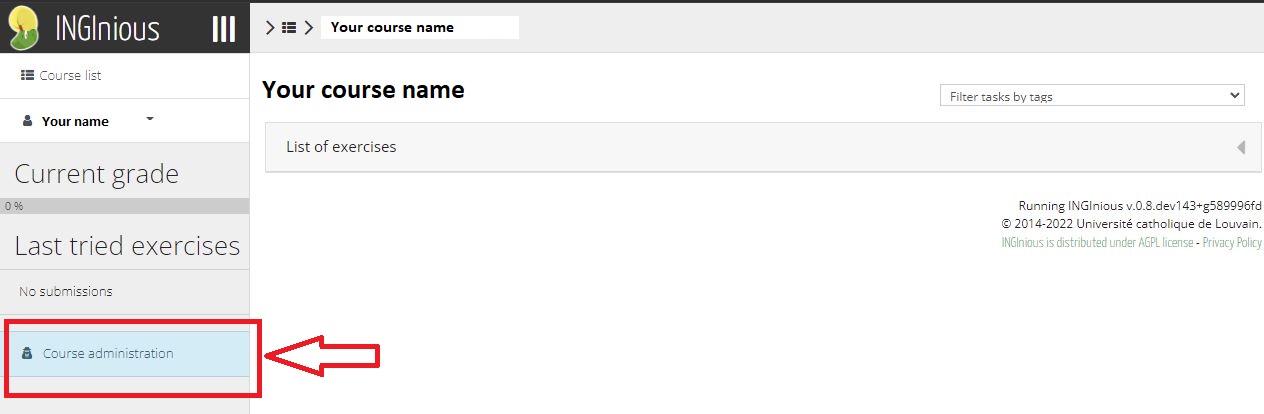 INGInious
Your course name
Course list
Your name
Current grade
0 %
Last tried exercises
No submissions
Course administration
Your course name
Filter tasks by tags
List of exercises
Running INGInious v.0.8.dev143+g589996fd
© 2014-2022 Université catholique de Louvain.
INGInious is distributed under AGPL license - Privacy Policy